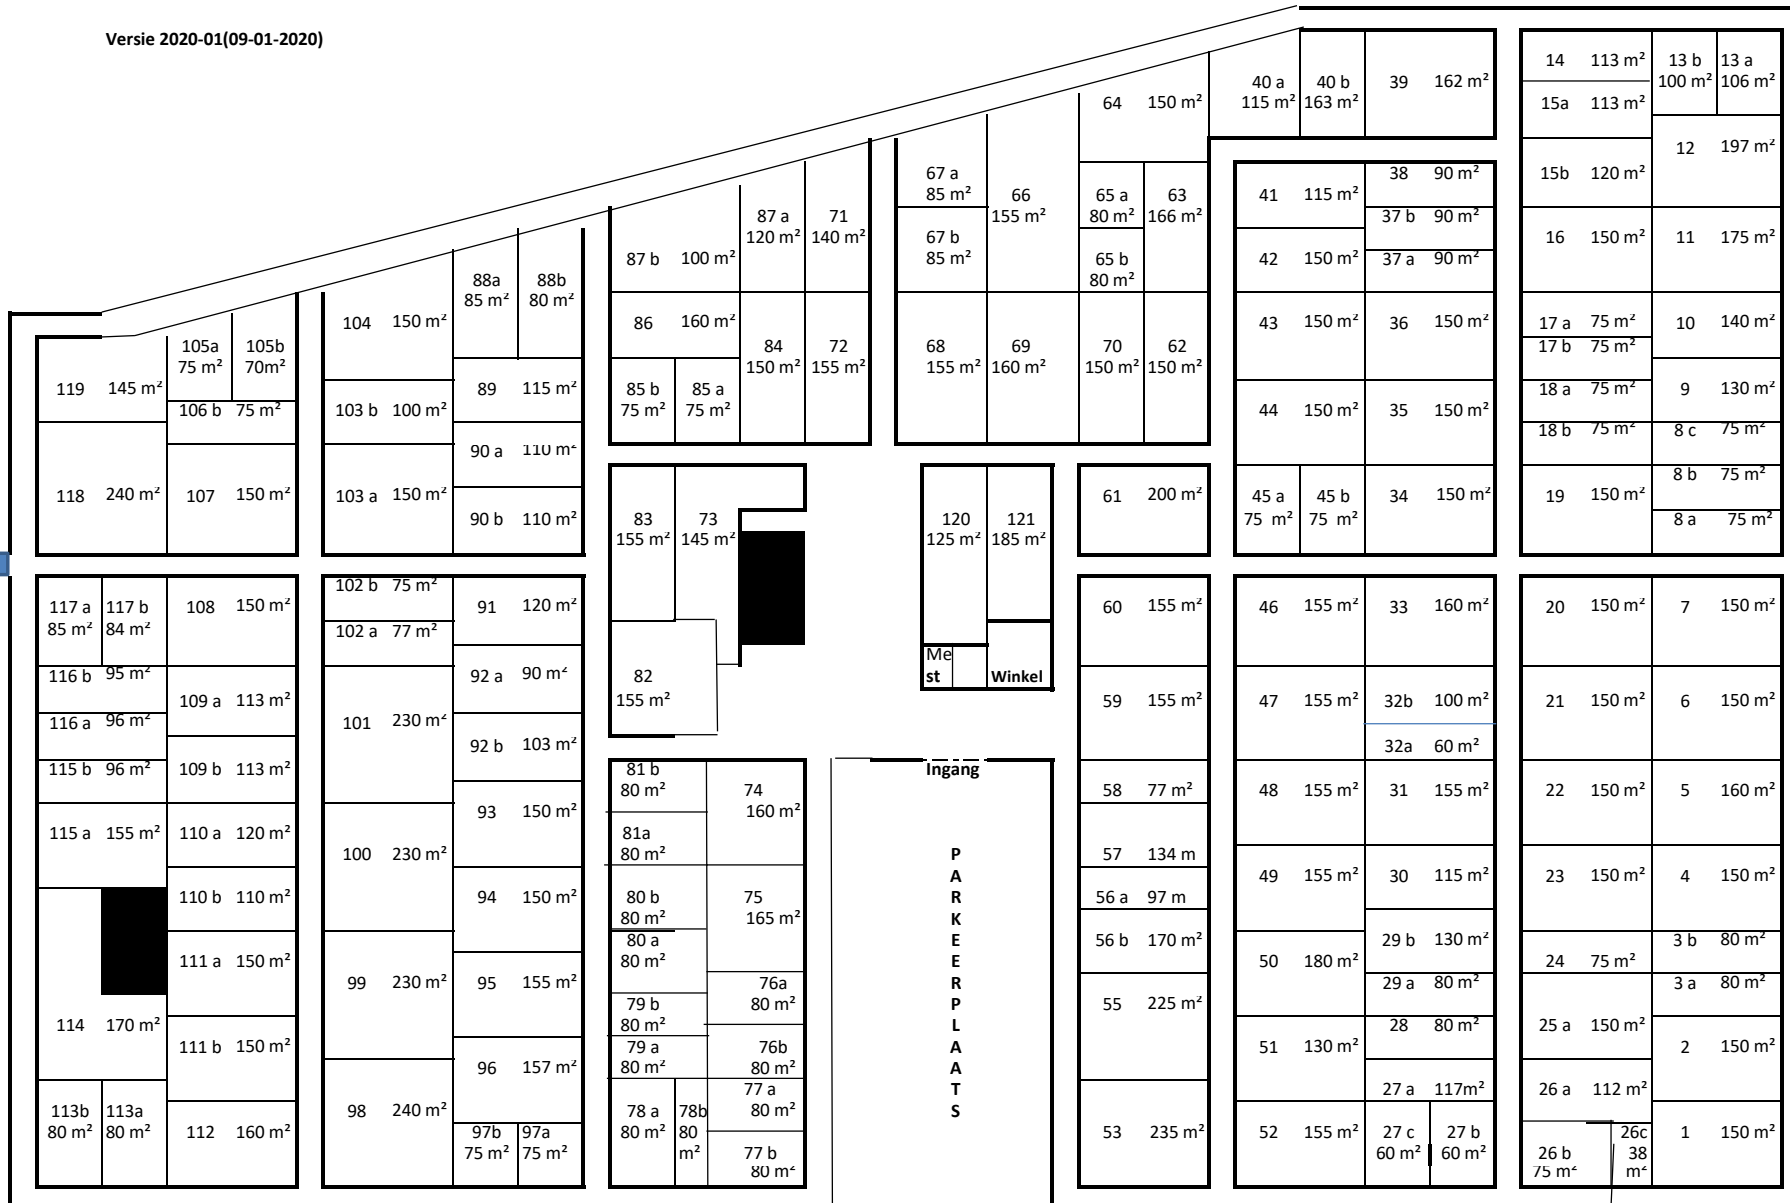 Versie 2020-01(09-01-2020)
119 145 m²
105a
75 m²
105b
70m²
106 b 75 m²
118 240 m²
107 150 m²
104 150 m²
88a
85 m²
88b
80 m²
103 b 100 m²
89 115 m²
103 a 150 m²
90 a 110 m²
90 b 110 m²
87 b 100 m²
87 a
120 m²
71
140 m²
86 160 m²
85 b
75 m²
85 a
75 m²
84
150 m²
72
155 m²
67 a
85 m²
67 b
85 m²
66
155 m²
64 150 m²
65 a
80 m²
65 b
80 m²
63
166 m²
68
155 m²
69
160 m²
70
150 m²
62
150 m²
40 a
115 m²
40 b
163 m²
39 162 m²
41 115 m²
38 90 m²
37 b 90 m²
42 150 m²
37 a 90 m²
43 150 m²
36 150 m²
44 150 m²
35 150 m²
45 a
75 m²
45 b
75 m²
34 150 m²
14 113 m²
15a 113 m²
13 b
100 m²
13 a
106 m²
15b 120 m²
12 197 m²
16 150 m²
11 175 m²
17 a 75 m²
17 b 75 m²
10 140 m²
18 a 75 m²
9 130 m²
18 b 75 m²
8 c 75 m²
19 150 m²
8 b 75 m²
8 a 75 m²
83
155 m²
73
145 m²
82
155 m²
120
125 m²
121
185 m²
Me
st
Winkel
61 200 m²
117 a
85 m²
117 b
84 m²
108 150 m²
116 b 95 m²
109 a 113 m²
116 a 96 m²
115 b 96 m²
109 b 113 m²
115 a 155 m²
110 a 120 m²
110 b 110 m²
111 a 150 m²
114 170 m²
111 b 150 m²
113b
80 m²
113a
80 m²
112 160 m²
102 b 75 m²
102 a 77 m²
91 120 m²
92 a 90 m²
101 230 m²
92 b 103 m²
93 150 m²
100 230 m²
94 150 m²
99 230 m²
95 155 m²
96 157 m²
98 240 m²
97b
75 m²
97a
75 m²
81 b
80 m²
74
160 m²
81a
80 m²
80 b
80 m²
75
165 m²
80 a
80 m²
76a
80 m²
79 b
80 m²
79 a
80 m²
76b
80 m²
77 a
80 m²
78 a
80 m²
78b
80
m²
77 b
80 m²
Ingang
P
A
R
K
E
E
R
P
L
A
A
T
S
60 155 m²
59 155 m²
58 77 m²
57 134 m
56 a 97 m
56 b 170 m²
55 225 m²
53 235 m²
46 155 m²
33 160 m²
47 155 m²
32b 100 m²
32a 60 m²
48 155 m²
31 155 m²
49 155 m²
30 115 m²
29 b 130 m²
50 180 m²
29 a 80 m²
51 130 m²
28 80 m²
27 a 117m²
52 155 m²
27 c
60 m²
27 b
60 m²
20 150 m²
7 150 m²
21 150 m²
6 150 m²
22 150 m²
5 160 m²
23 150 m²
4 150 m²
24 75 m²
3 b 80 m²
3 a 80 m²
25 a 150 m²
2 150 m²
26 a 112 m²
26 b
75 m²
26c
38
m²
1 150 m²